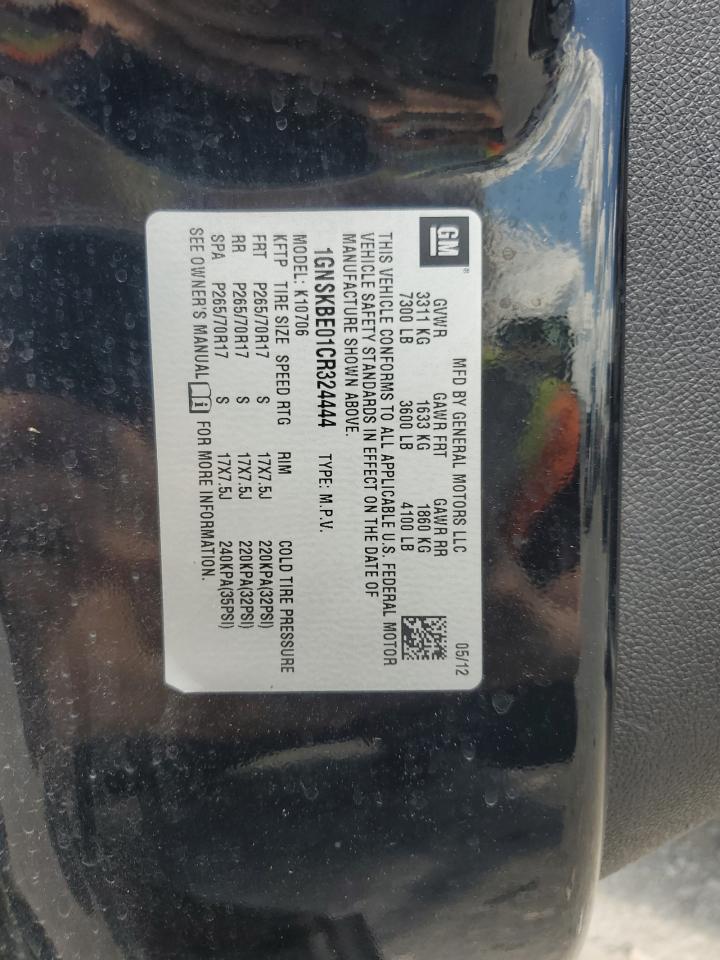 GM®
MFD BY GENERAL MOTORS LLC 05/12
GVWR GAWR FRT GAWR RR
3311 KG 1633 KG 1860 KG
7300 LB 3600 LB 4100 LB
THIS VEHICLE CONFORMS TO ALL APPLICABLE U.S. FEDERAL MOTOR
VEHICLE SAFETY STANDARDS IN EFFECT ON THE DATE OF
MANUFACTURE SHOWN ABOVE.
1GNSKBE01CR324444 TYPE: M.P.V.
MODEL: K10706
KFTP TIRE SIZE SPEED RTG RIM COLD TIRE PRESSURE
FRT P265/70R17 S 17X7.5J 220KPA(32PSI)
RR P265/70R17 S 17X7.5J 220KPA(32PSI)
SPA P265/70R17 S 17X7.5J 240KPA(35PSI)
SEE OWNER'S MANUAL i FOR MORE INFORMATION.